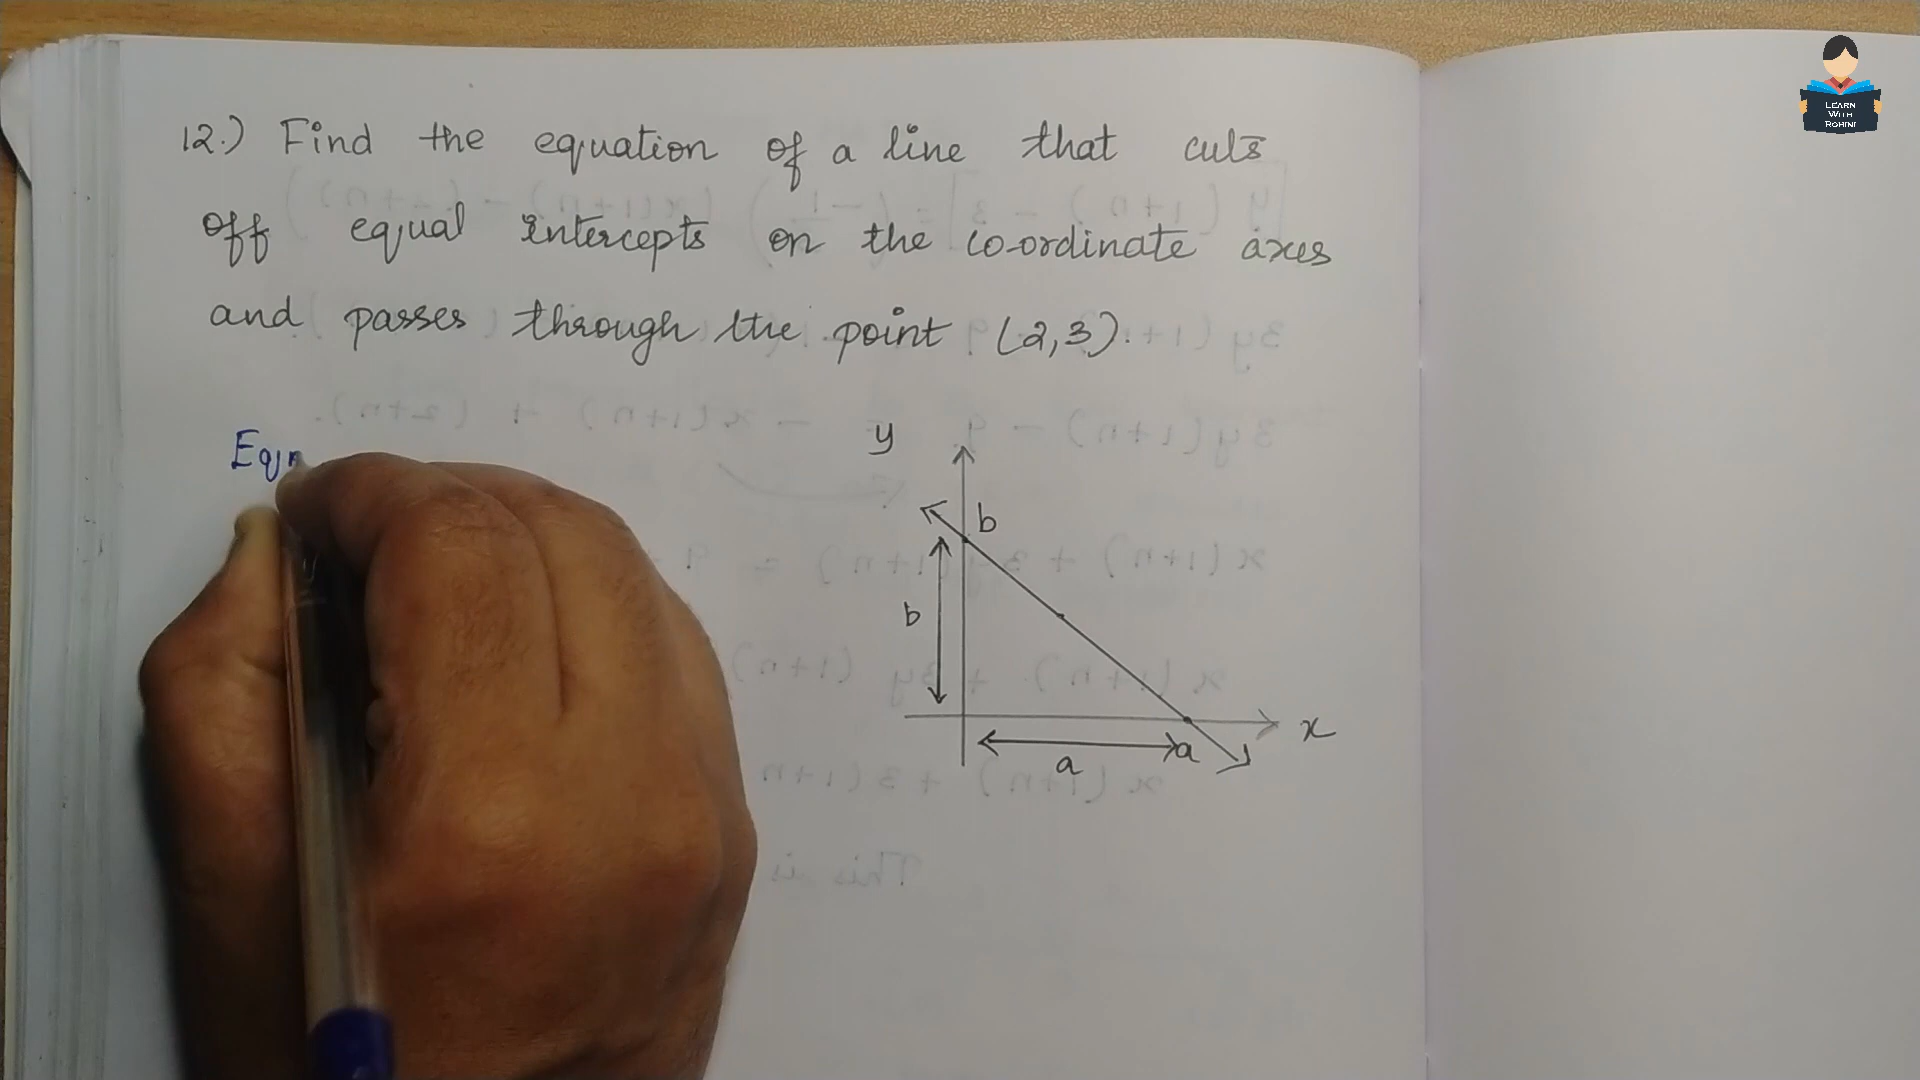 12.) Find the equation of a line that cuts
off equal intercepts on the co-ordinate axes
and passes through the point (2,3).
Eqn
y
b
b
x
a
a
LEARN
WITH
ROHINI